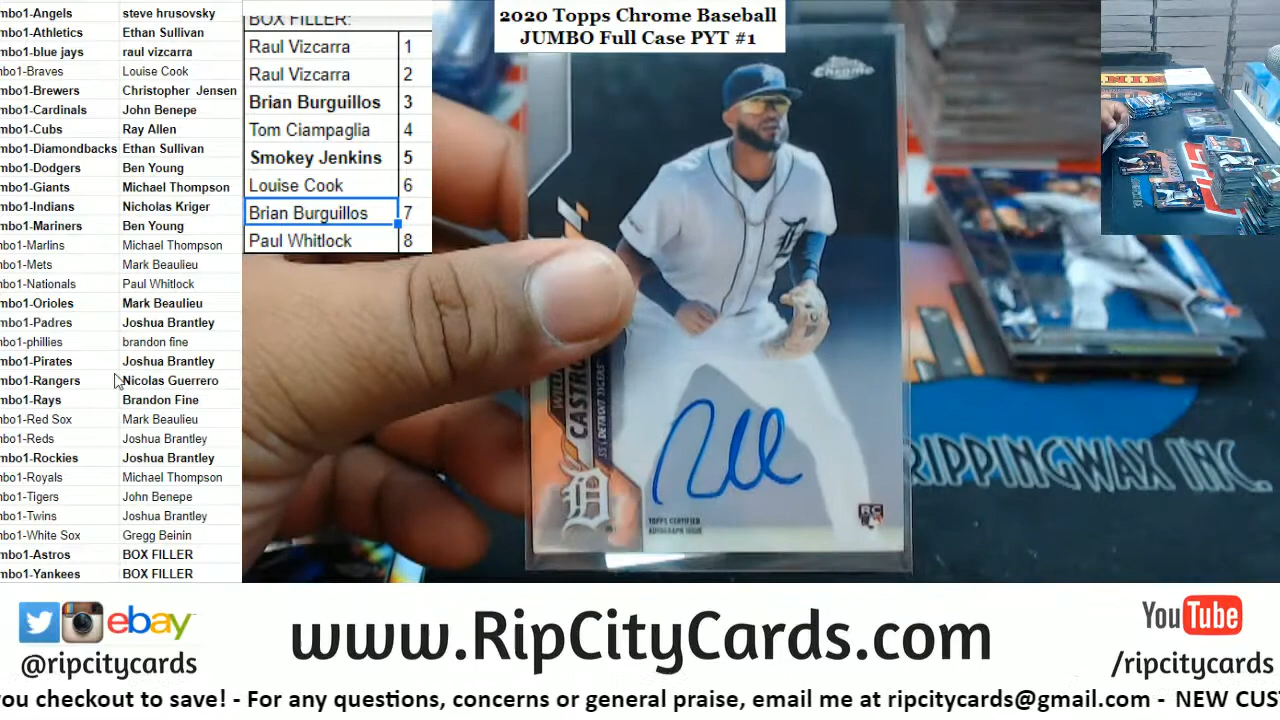 mbo1-Angels steve hrusovsky
mbo1-Athletics Ethan Sullivan
mbo1-blue jays raul vizcarra
mbo1-Braves Louise Cook
mbo1-Brewers Christopher Jensen
mbo1-Cardinals John Benepe
mbo1-Cubs Ray Allen
mbo1-Diamondbacks Ethan Sullivan
mbo1-Dodgers Ben Young
mbo1-Giants Michael Thompson
mbo1-Indians Nicholas Kriger
mbo1-Mariners Ben Young
mbo1-Marlins Michael Thompson
mbo1-Mets Mark Beaulieu
mbo1-Nationals Paul Whitlock
mbo1-Orioles Mark Beaulieu
mbo1-Padres Joshua Brantley
mbo1-phillies brandon fine
mbo1-Pirates Joshua Brantley
mbo1-Rangers Nicolas Guerrero
mbo1-Rays Brandon Fine
mbo1-Red Sox Mark Beaulieu
mbo1-Reds Joshua Brantley
mbo1-Rockies Joshua Brantley
mbo1-Royals Michael Thompson
mbo1-Tigers John Benepe
mbo1-Twins Joshua Brantley
mbo1-White Sox Gregg Beinin
mbo1-Astros BOX FILLER
mbo1-Yankees BOX FILLER
BOX FILLER:
Raul Vizcarra 1
Raul Vizcarra 2
Brian Burguillos 3
Tom Ciampaglia 4
Smokey Jenkins 5
Louise Cook 6
Brian Burguillos 7
Paul Whitlock 8
2020 Topps Chrome Baseball
JUMBO Full Case PYT #1
Topps
Chrome
CASTRO
SS | DETROIT TIGERS
D
TOPPS CERTIFIED
AUTOGRAPH ISSUE
RC
RIPPINGWAX INC.
ebay
@ripcitycards
www.RipCityCards.com
YouTube
/ripcitycards
you checkout to save! - For any questions, concerns or general praise, email me at ripcitycards@gmail.com - NEW CUS